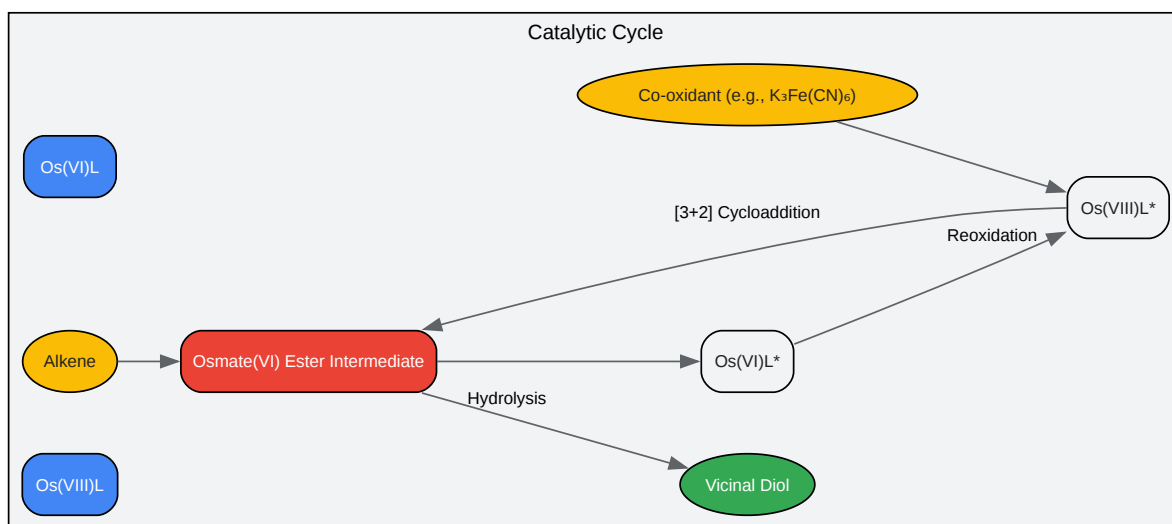 Catalytic Cycle
Co-oxidant (e.g., K₃Fe(CN)₆)
Os(VI)L
Os(VIII)L*
[3+2] Cycloaddition
Reoxidation
Alkene
Osmate(VI) Ester Intermediate
Os(VI)L*
Hydrolysis
Os(VIII)L
Vicinal Diol